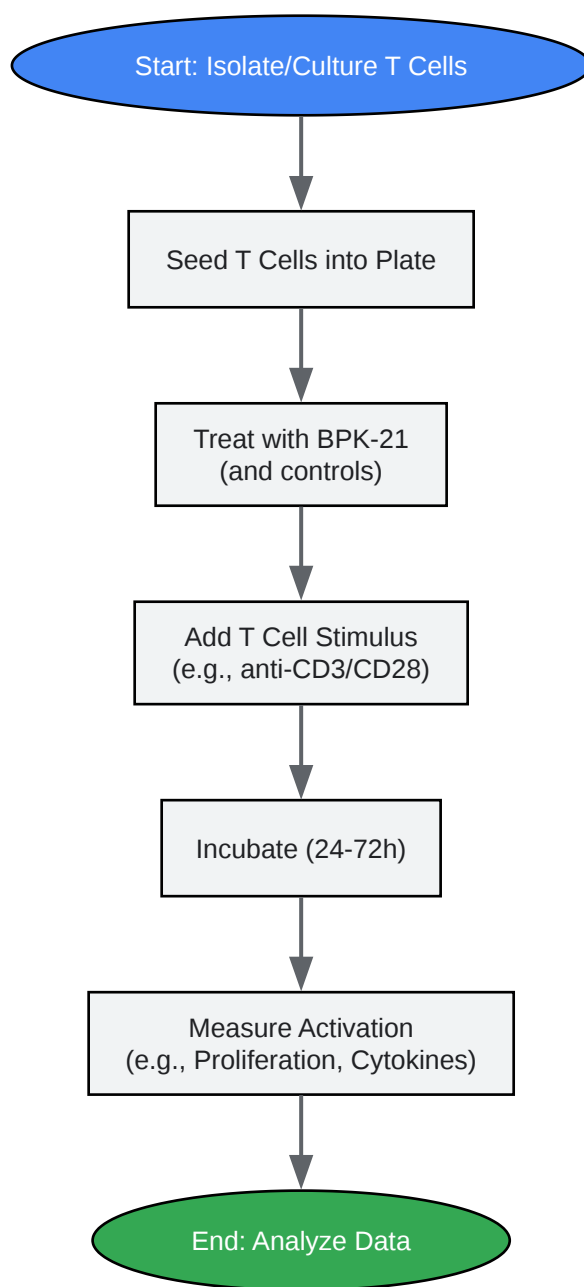 Start: Isolate/Culture T Cells
Seed T Cells into Plate
Treat with BPK-21
(and controls)
Add T Cell Stimulus
(e.g., anti-CD3/CD28)
Incubate (24-72h)
Measure Activation
(e.g., Proliferation, Cytokines)
End: Analyze Data